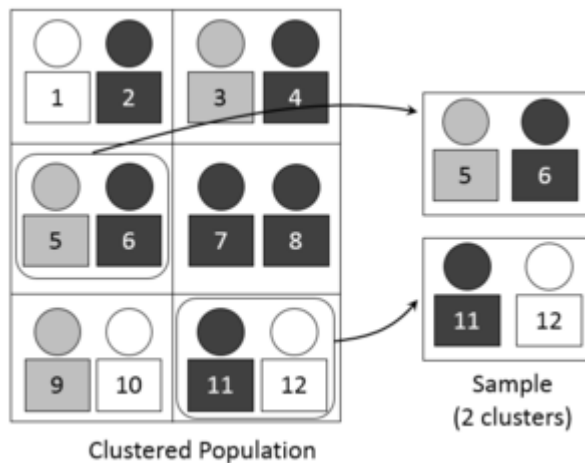 1 2 3 4
5 6
5 6 7 8
11 12
9 10 11 12
Sample
(2 clusters)
Clustered Population